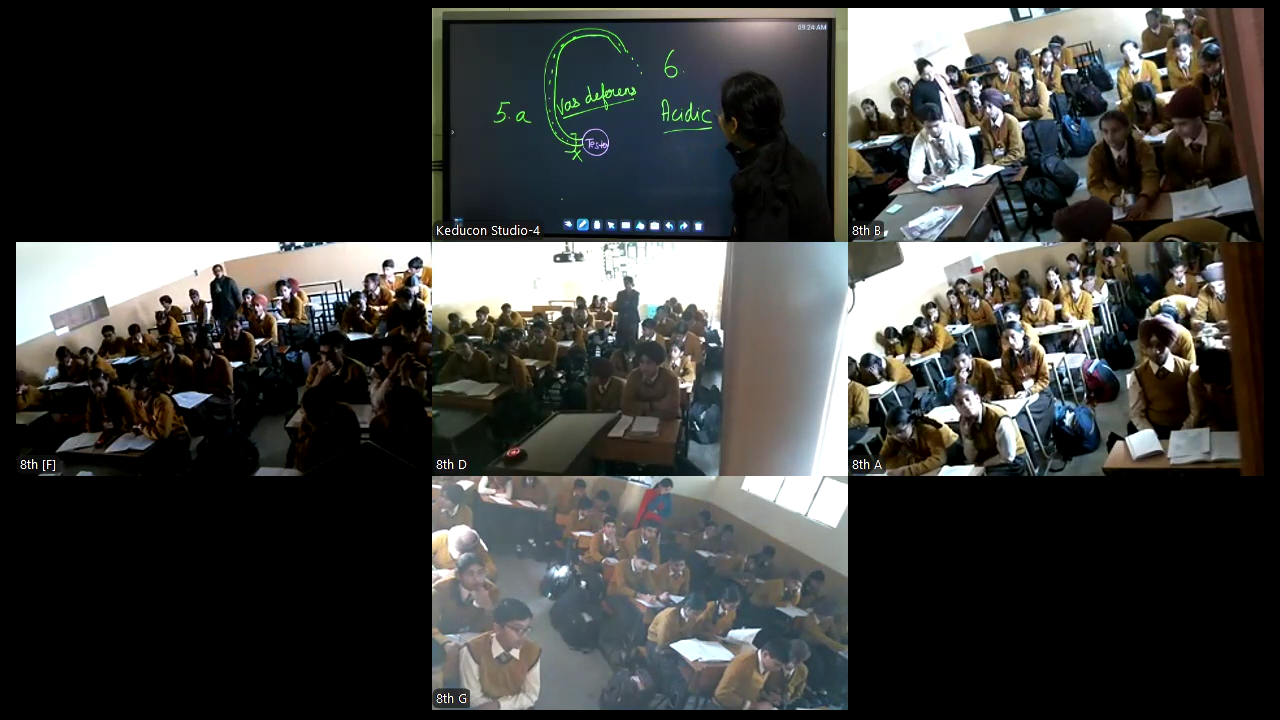 09:24 AM
6.
vas deferens
5. a
Acidic
Testes
x
Keducon Studio-4
8th B
8th [F]
8th D
8th A
8th G